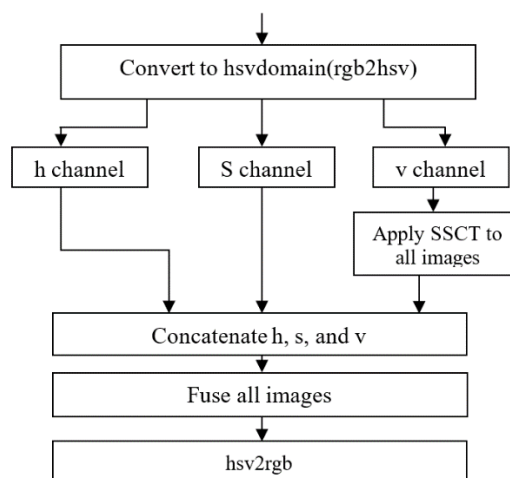 Convert to hsvdomain(rgb2hsv)
h channel
S channel
v channel
Apply SSCT to
all images
Concatenate h, s, and v
Fuse all images
hsv2rgb